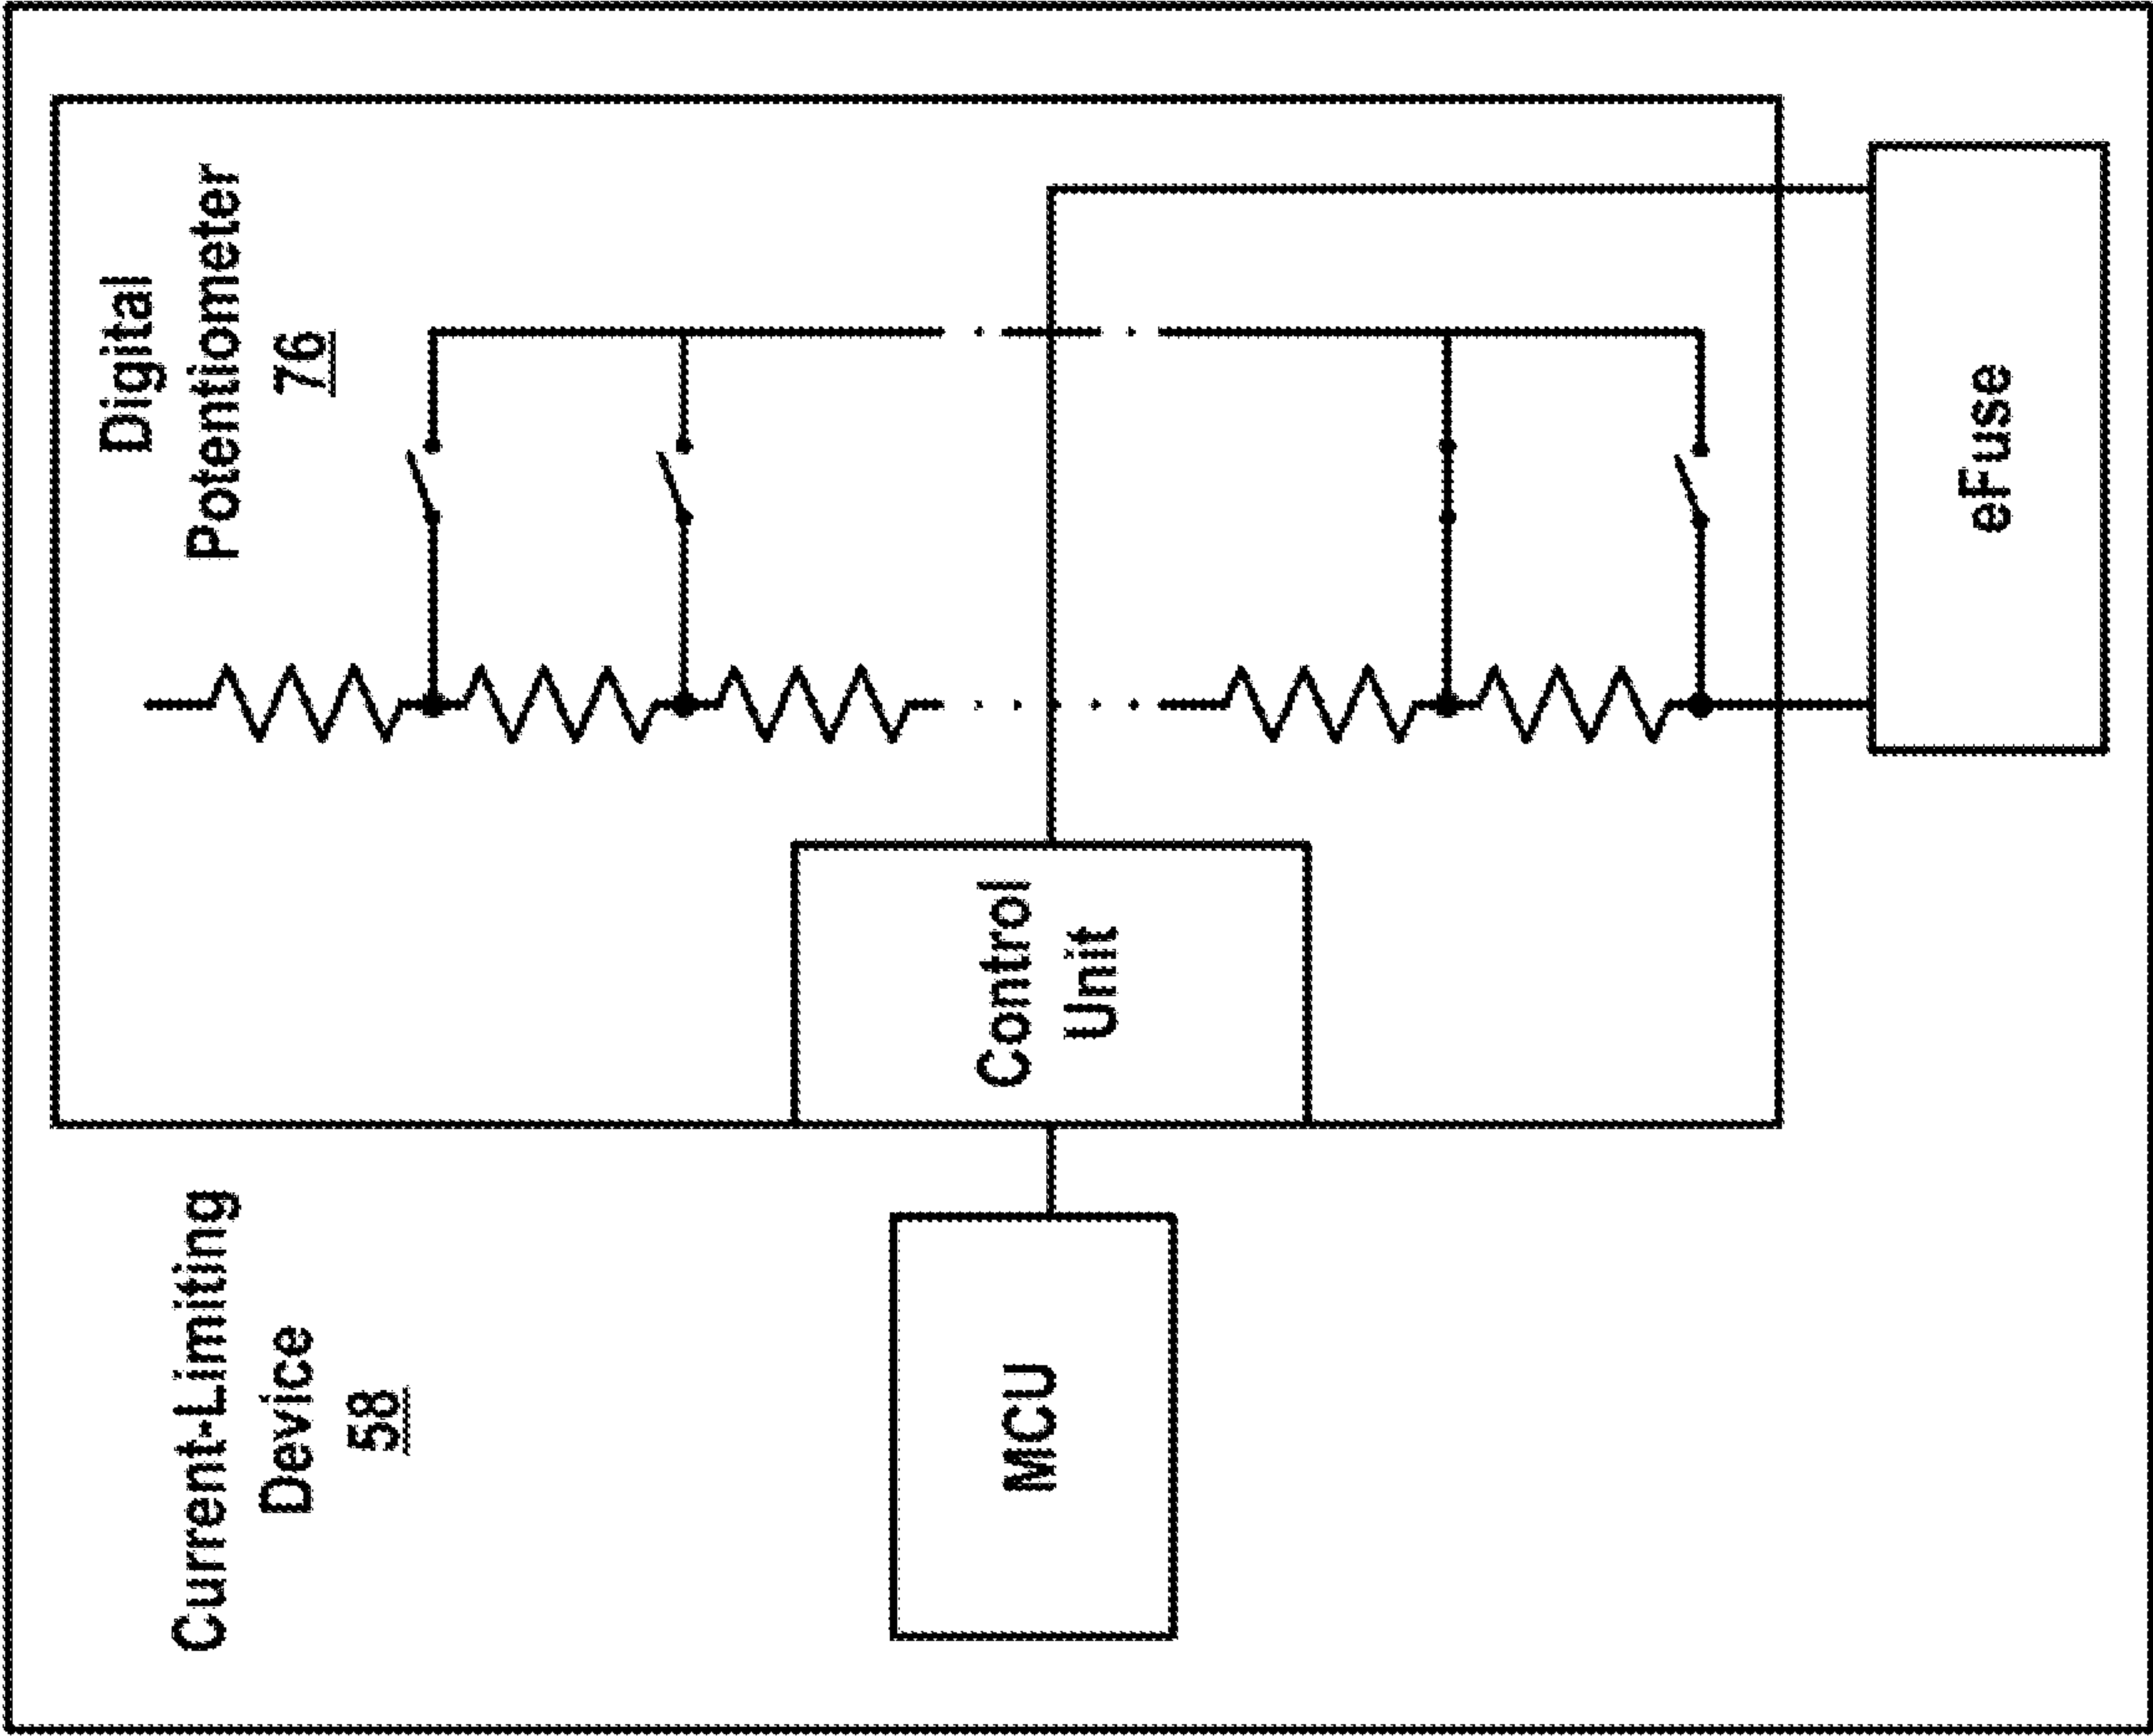 Current-Limiting
Device
58
Digital
Potentiometer
76
MCU
Control
Unit
eFuse